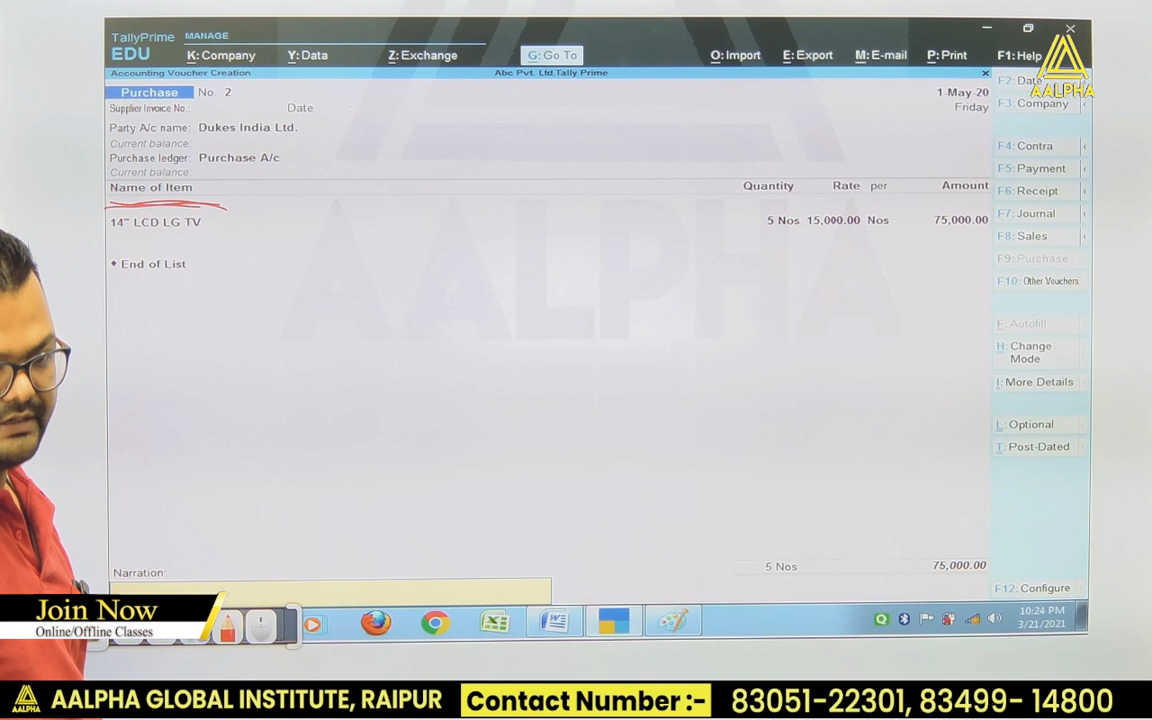 TallyPrime MANAGE
EDU K: Company Y: Data Z: Exchange G: Go To O: Import E: Export M: E-mail P: Print F1: Help
Accounting Voucher Creation Abc Pvt. Ltd.Tally Prime ×
AALPHA
Purchase No. 2 1-May-20
Supplier Invoice No.: Date Friday
Party A/c name: Dukes India Ltd.
Current balance:
Purchase ledger: Purchase A/c
Current balance:
Name of Item Quantity Rate per Amount
14" LCD LG TV 5 Nos 15,000.00 Nos 75,000.00
♦ End of List
Narration: 5 Nos 75,000.00
F2: Date
F3: Company
F4: Contra
F5: Payment
F6: Receipt
F7: Journal
F8: Sales
F9: Purchase
F10: Other Vouchers
F: Autofill
H: Change
Mode
I: More Details
L: Optional
T: Post-Dated
F12: Configure
AALPHA
10:24 PM
3/21/2021
Join Now
Online/Offline Classes
AALPHA GLOBAL INSTITUTE, RAIPUR Contact Number :- 83051-22301, 83499- 14800